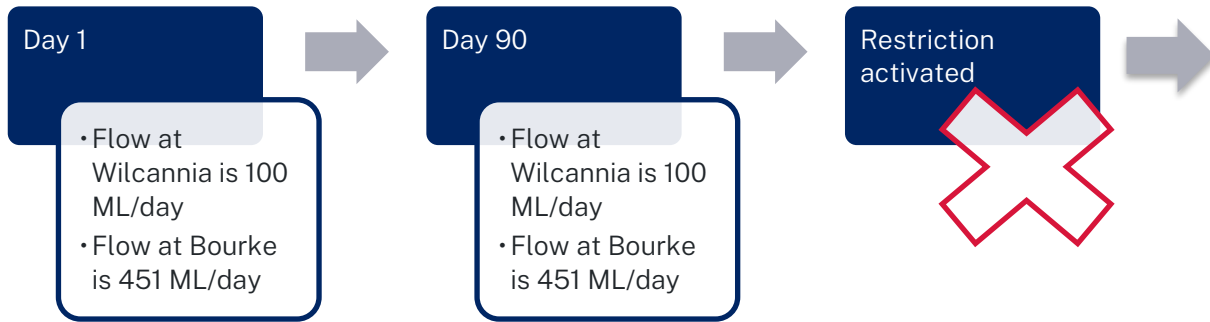 Day 1
• Flow at
Wilcannia is 100
ML/day
• Flow at Bourke
is 451 ML/day
Day 90
• Flow at
Wilcannia is 100
ML/day
• Flow at Bourke
is 451 ML/day
Restriction
activated